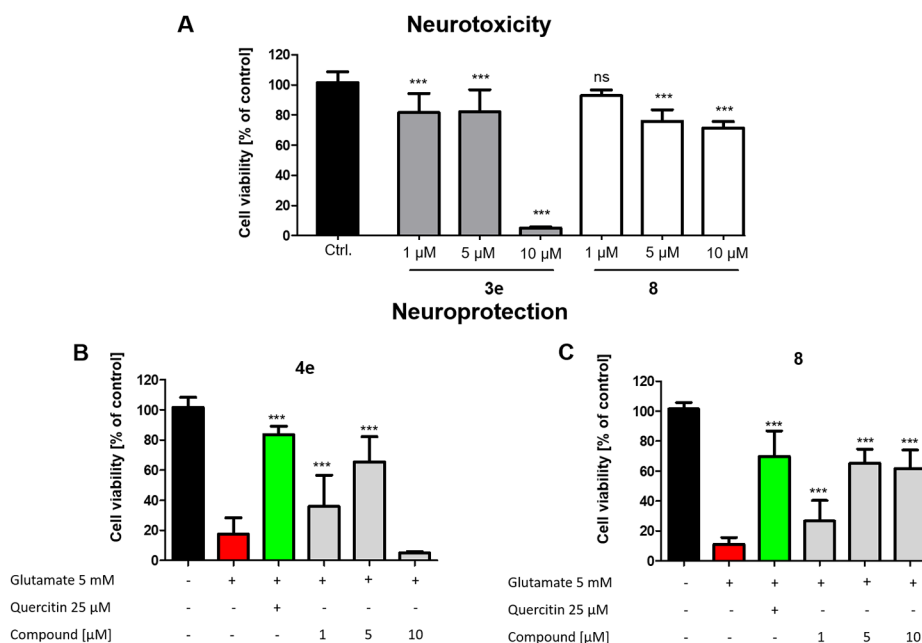 A
Neurotoxicity
Cell viability [% of control]
120
100
80
60
40
20
0
*** *** *** ns *** ***
Ctrl. 1 µM 5 µM 10 µM 1 µM 5 µM 10 µM
3e 8
Neuroprotection
B
4e
Cell viability [% of control]
120
100
80
60
40
20
0
*** *** ***
Glutamate 5 mM - + + + + +
Quercitin 25 µM - - + - - -
Compound [µM] - - - 1 5 10
C
8
Cell viability [% of control]
120
100
80
60
40
20
0
*** *** *** ***
Glutamate 5 mM - + + + + +
Quercitin 25 µM - - + - - -
Compound [µM] - - - 1 5 10